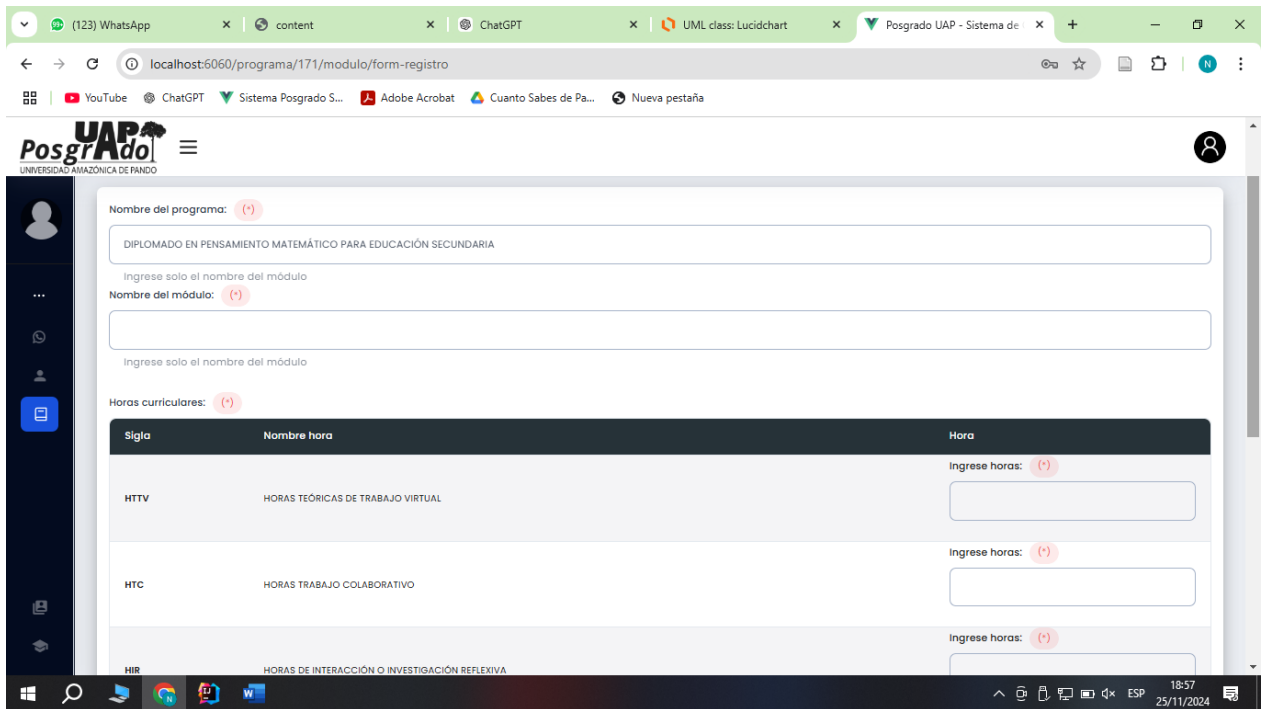 99+ (123) WhatsApp
content
ChatGPT
UML class: Lucidchart
Posgrado UAP - Sistema de
localhost:6060/programa/171/modulo/form-registro
N
YouTube
ChatGPT
Sistema Posgrado S...
Adobe Acrobat
Cuanto Sabes de Pa...
Nueva pestaña
UAP
Posgrado
UNIVERSIDAD AMAZÓNICA DE PANDO
Nombre del programa: (*)
DIPLOMADO EN PENSAMIENTO MATEMÁTICO PARA EDUCACIÓN SECUNDARIA
Ingrese solo el nombre del módulo
Nombre del módulo: (*)
Ingrese solo el nombre del módulo
Horas curriculares: (*)
Sigla Nombre hora Hora
Ingrese horas: (*)
HTTV HORAS TEÓRICAS DE TRABAJO VIRTUAL
Ingrese horas: (*)
HTC HORAS TRABAJO COLABORATIVO
Ingrese horas: (*)
HIR HORAS DE INTERACCIÓN O INVESTIGACIÓN REFLEXIVA
ESP
18:57
25/11/2024